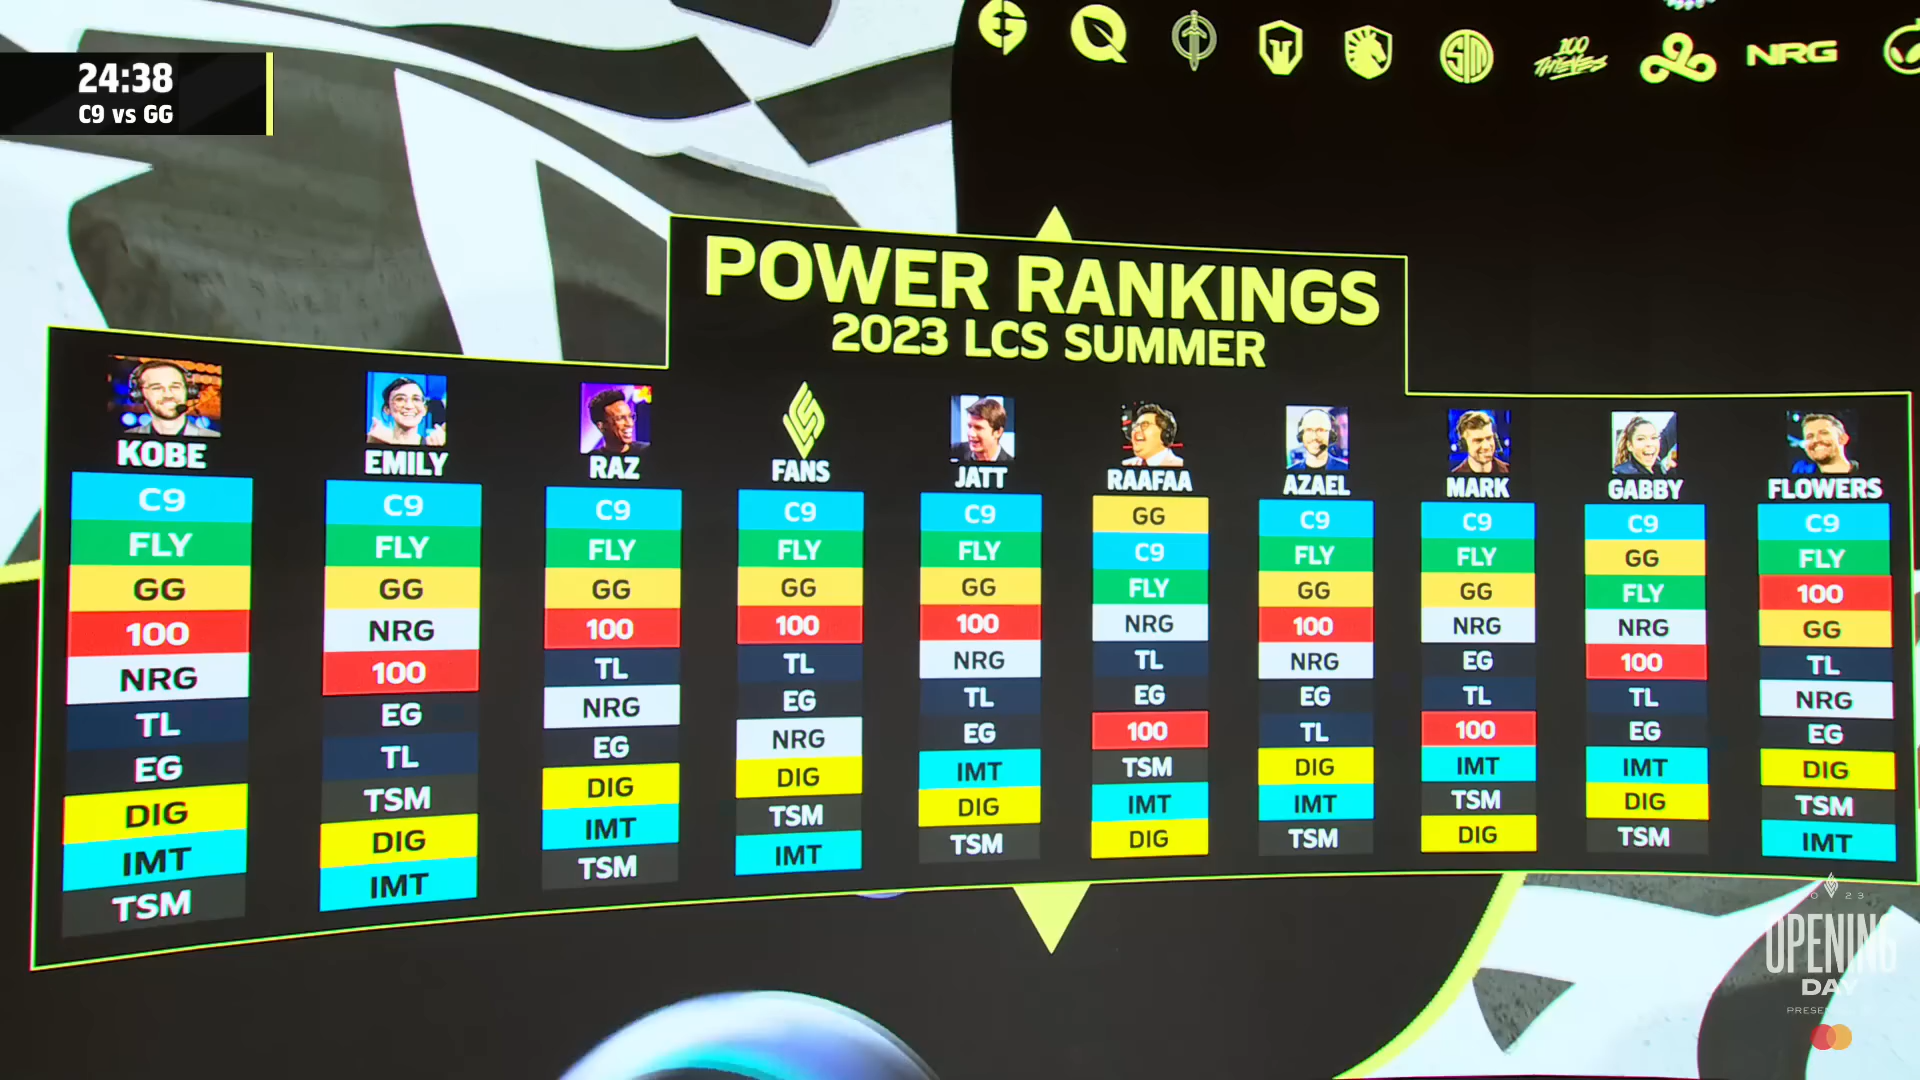 24:38
C9 vs GG
100
THIEVES
NRG
POWER RANKINGS
2023 LCS SUMMER
KOBE
C9
FLY
GG
100
NRG
TL
EG
DIG
IMT
TSM
EMILY
C9
FLY
GG
NRG
100
EG
TL
TSM
DIG
IMT
RAZ
C9
FLY
GG
100
TL
NRG
EG
DIG
IMT
TSM
FANS
C9
FLY
GG
100
TL
EG
NRG
DIG
TSM
IMT
JATT
C9
FLY
GG
100
NRG
TL
EG
IMT
DIG
TSM
RAAFAA
GG
C9
FLY
NRG
TL
EG
100
TSM
IMT
DIG
AZAEL
C9
FLY
GG
100
NRG
EG
TL
DIG
IMT
TSM
MARK
C9
FLY
GG
NRG
EG
TL
100
IMT
TSM
DIG
GABBY
C9
GG
FLY
NRG
100
TL
EG
IMT
DIG
TSM
FLOWERS
C9
FLY
100
GG
TL
NRG
EG
DIG
TSM
IMT
OPENING
DAY